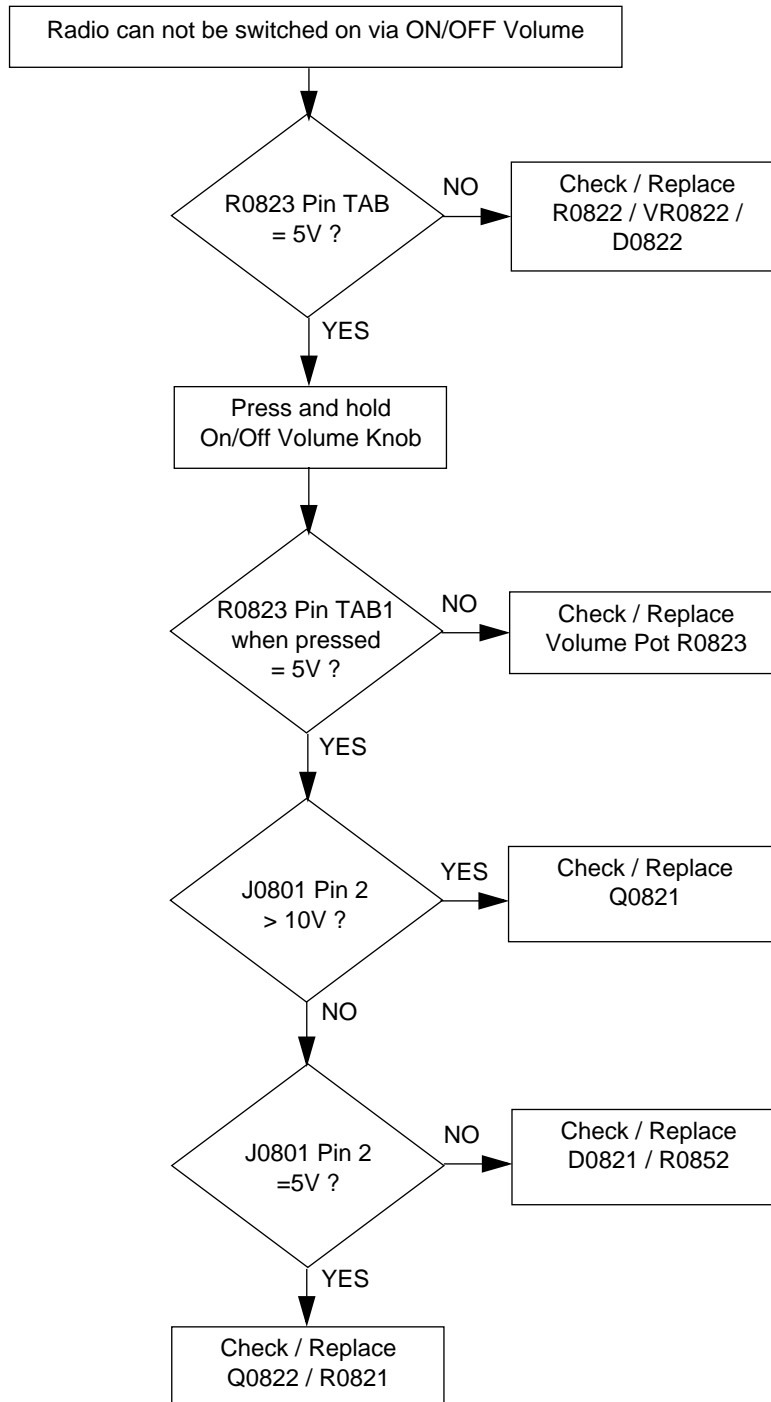 Radio can not be switched on via ON/OFF Volume
R0823 Pin TAB
= 5V ?
NO
Check / Replace
R0822 / VR0822 /
D0822
YES
Press and hold
On/Off Volume Knob
R0823 Pin TAB1
when pressed
= 5V ?
NO
Check / Replace
Volume Pot R0823
YES
J0801 Pin 2
> 10V ?
YES
Check / Replace
Q0821
NO
J0801 Pin 2
=5V ?
NO
Check / Replace
D0821 / R0852
YES
Check / Replace
Q0822 / R0821